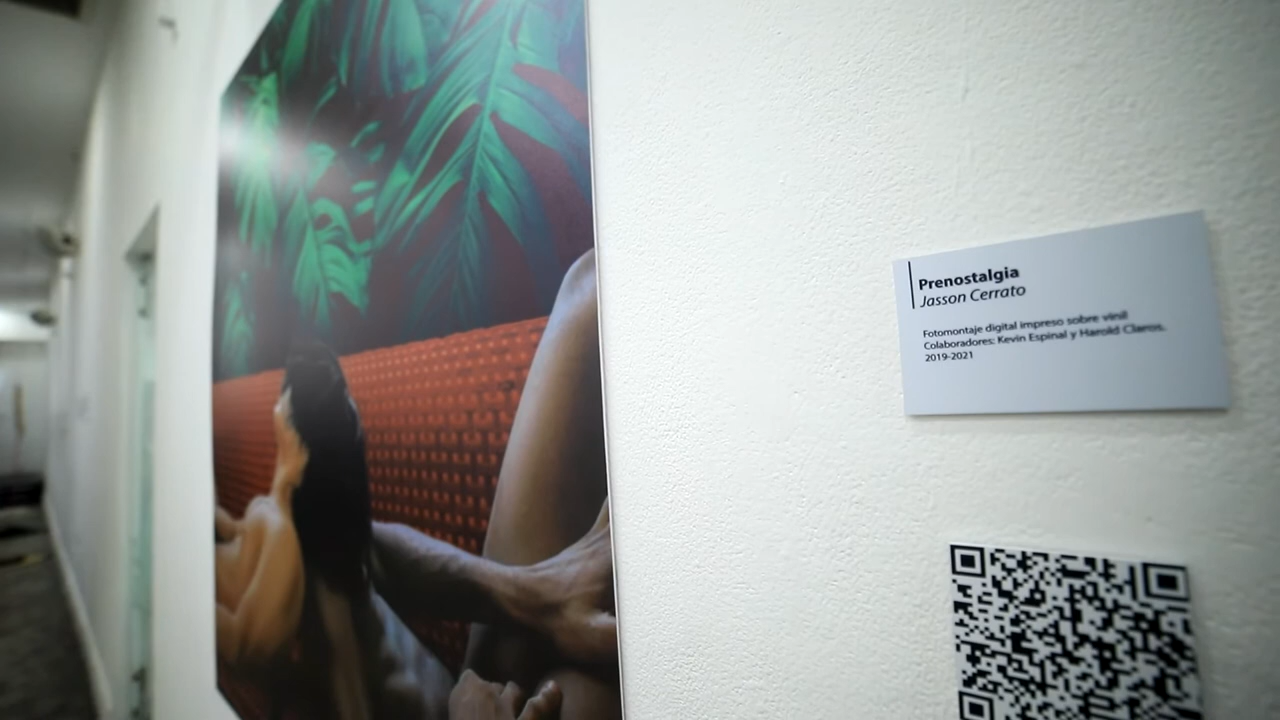 Prenostalgia
Jasson Cerrato
Fotomontaje digital impreso sobre vinil
Colaboradores: Kevin Espinal y Harold Claros.
2019-2021